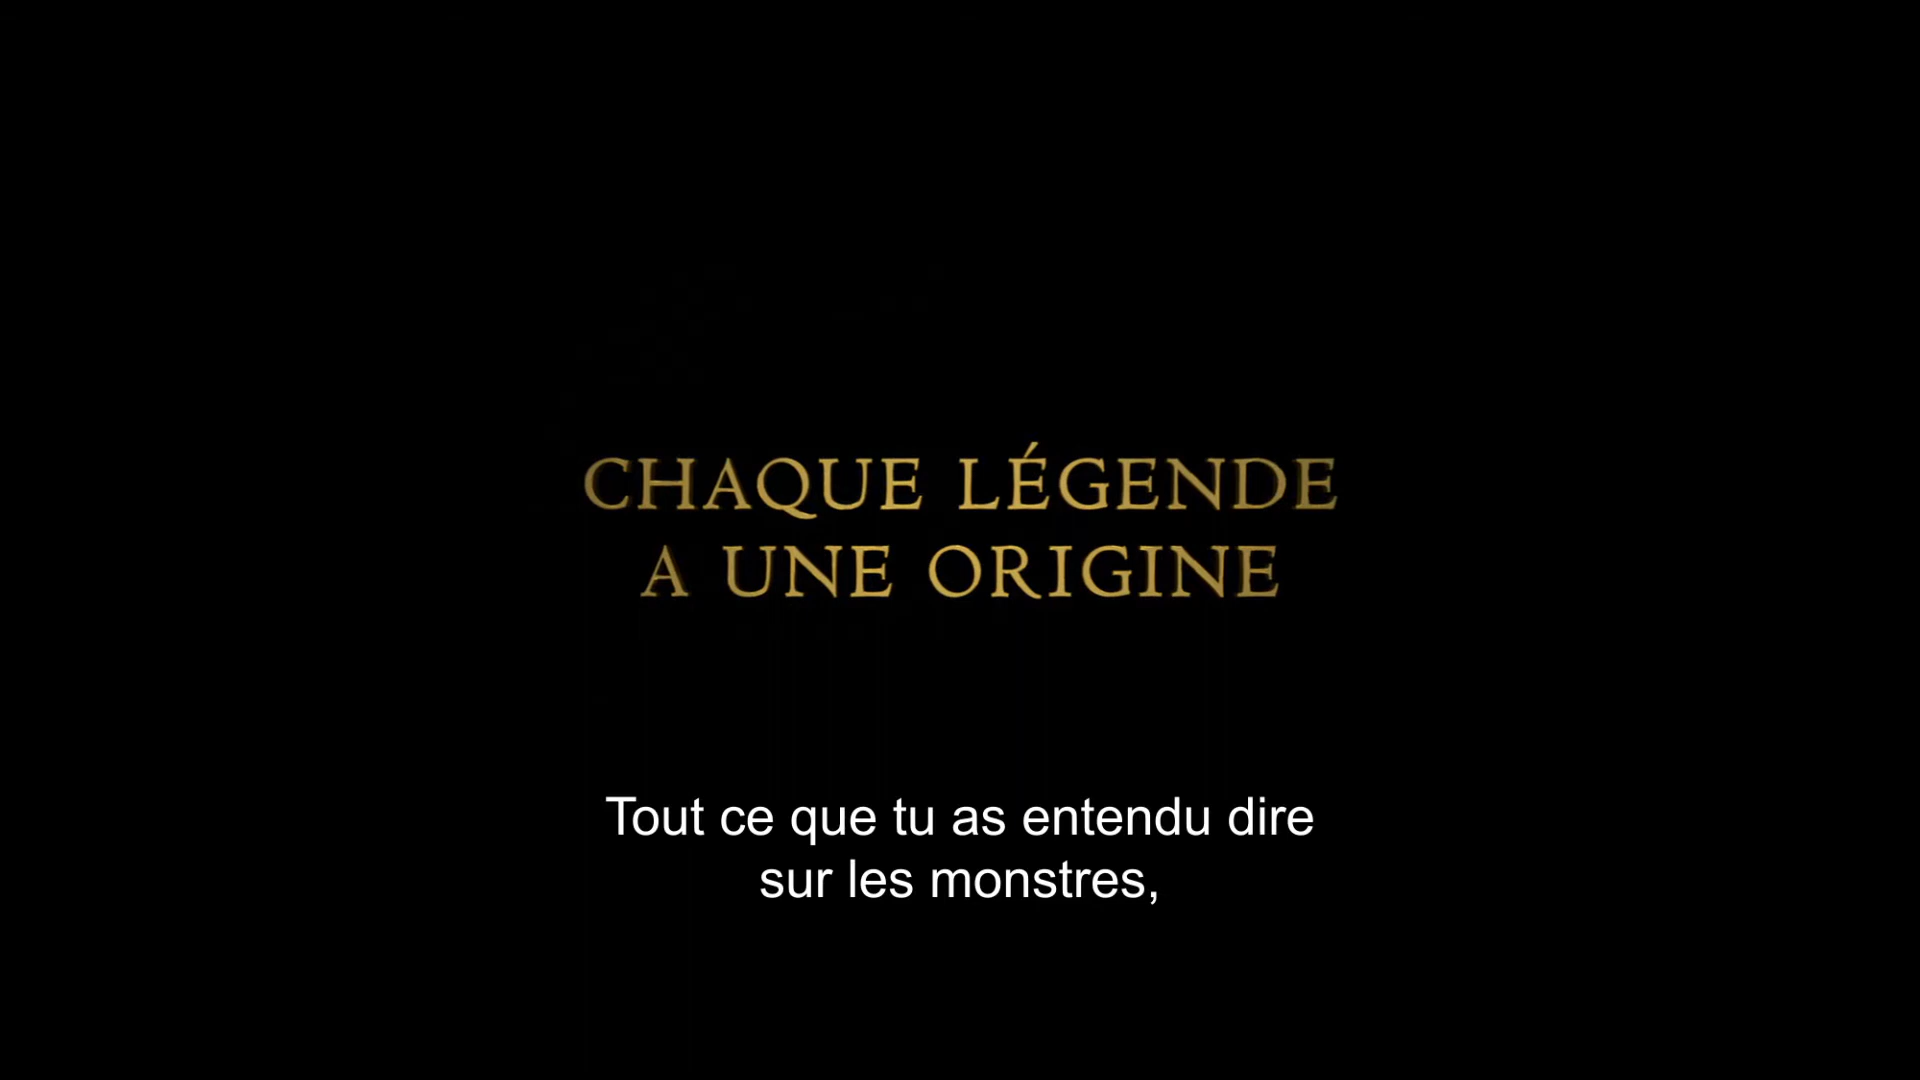 CHAQUE LÉGENDE
A UNE ORIGINE
Tout ce que tu as entendu dire
sur les monstres,